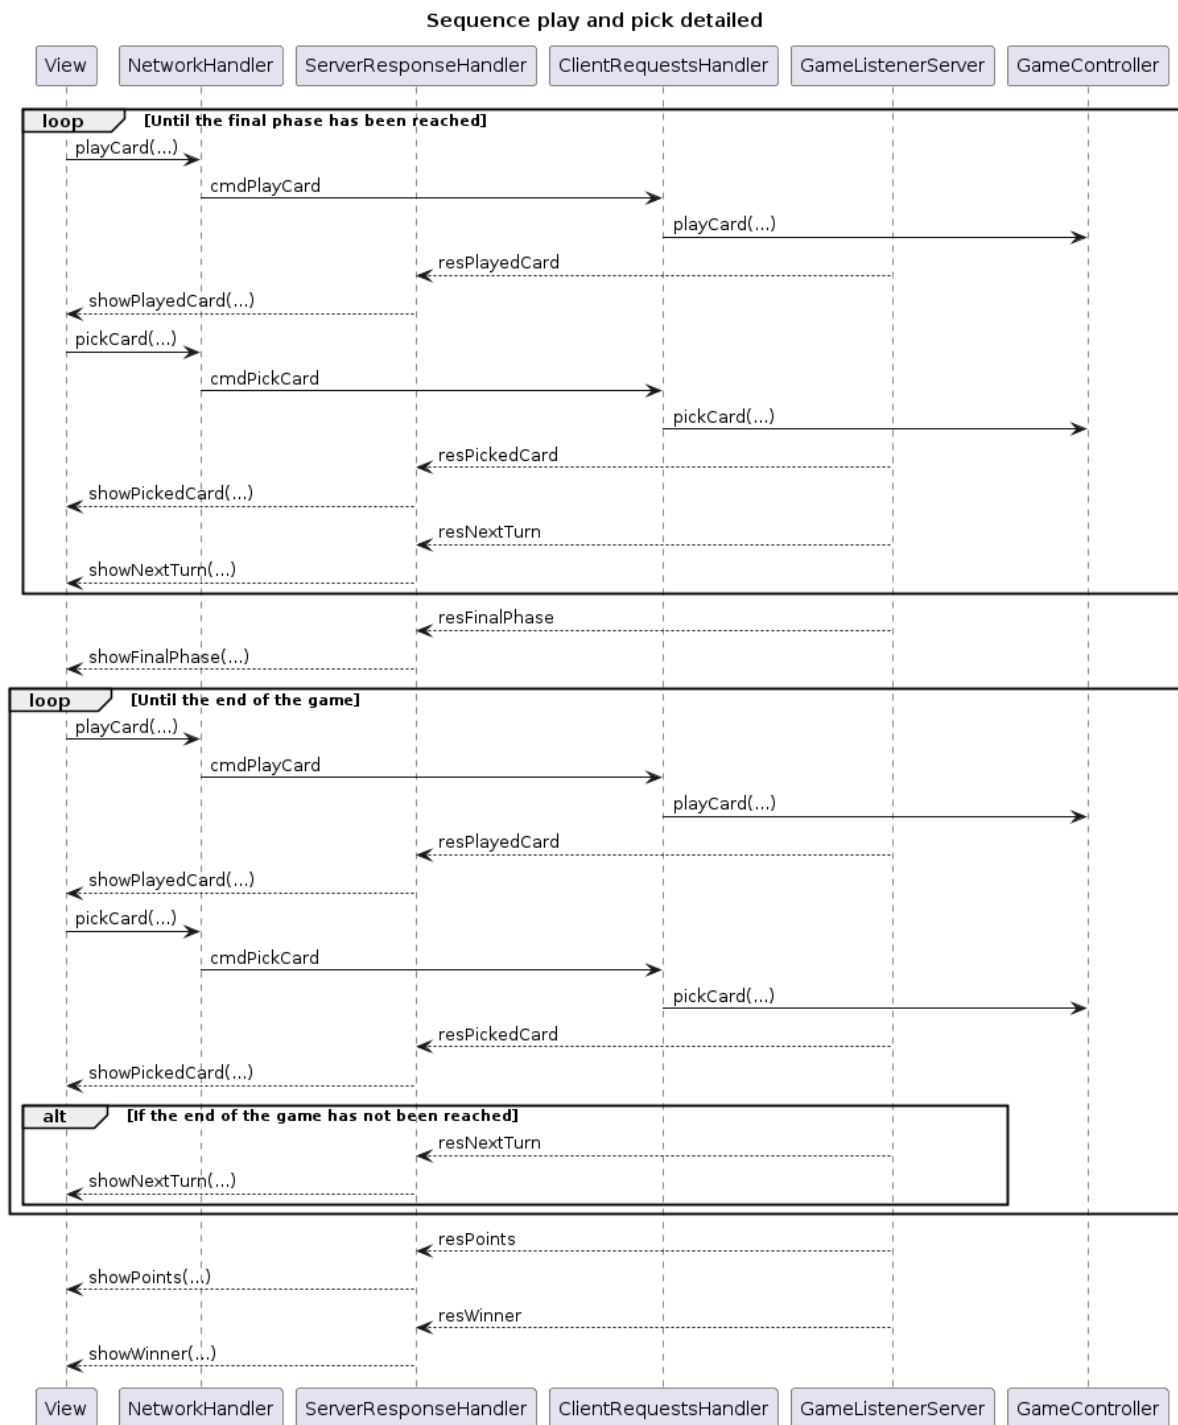 Sequence play and pick detailed
View NetworkHandler ServerResponseHandler ClientRequestsHandler GameListenerServer GameController
loop [Until the final phase has been reached]
playCard(...)
cmdPlayCard
playCard(...)
resPlayedCard
showPlayedCard(...)
pickCard(...)
cmdPickCard
pickCard(...)
resPickedCard
showPickedCard(...)
resNextTurn
showNextTurn(...)
resFinalPhase
showFinalPhase(...)
loop [Until the end of the game]
playCard(...)
cmdPlayCard
playCard(...)
resPlayedCard
showPlayedCard(...)
pickCard(...)
cmdPickCard
pickCard(...)
resPickedCard
showPickedCard(...)
alt [If the end of the game has not been reached]
resNextTurn
showNextTurn(...)
resPoints
showPoints(...)
resWinner
showWinner(...)
View NetworkHandler ServerResponseHandler ClientRequestsHandler GameListenerServer GameController